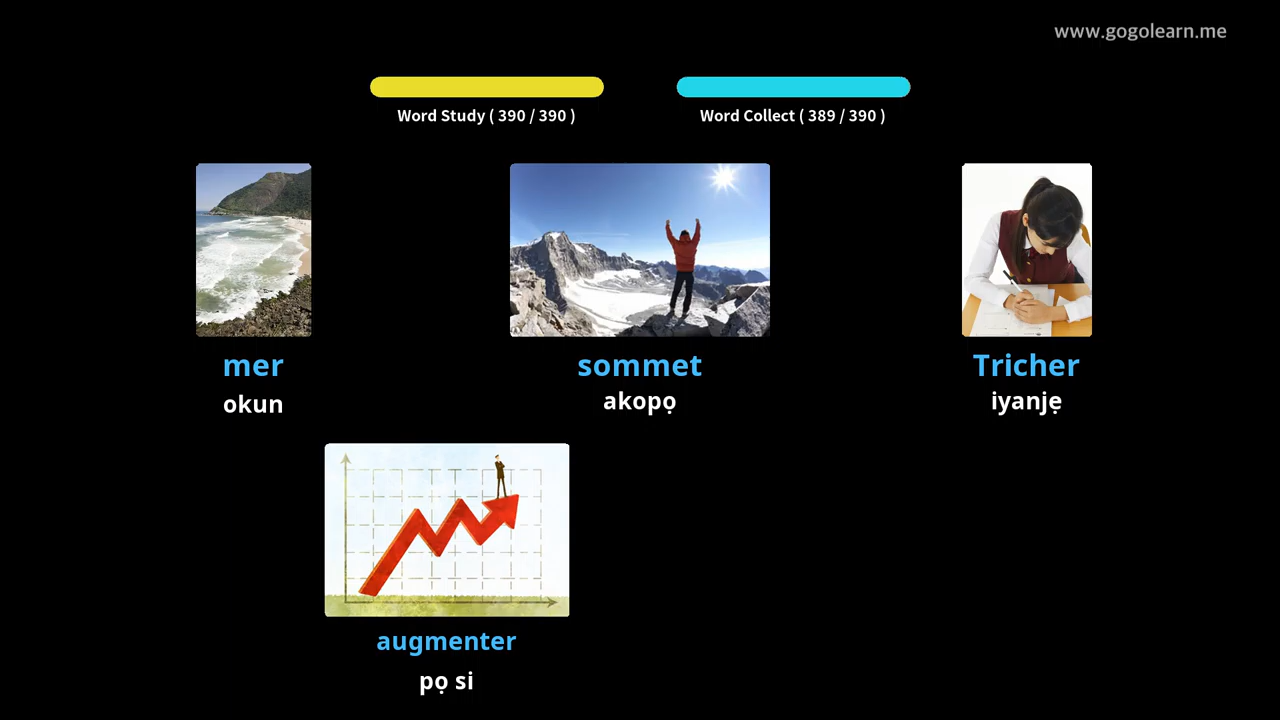 www.gogolearn.me
Word Study ( 390 / 390 )
Word Collect ( 389 / 390 )
mer
okun
sommet
akopọ
Tricher
iyanjẹ
augmenter
pọ si